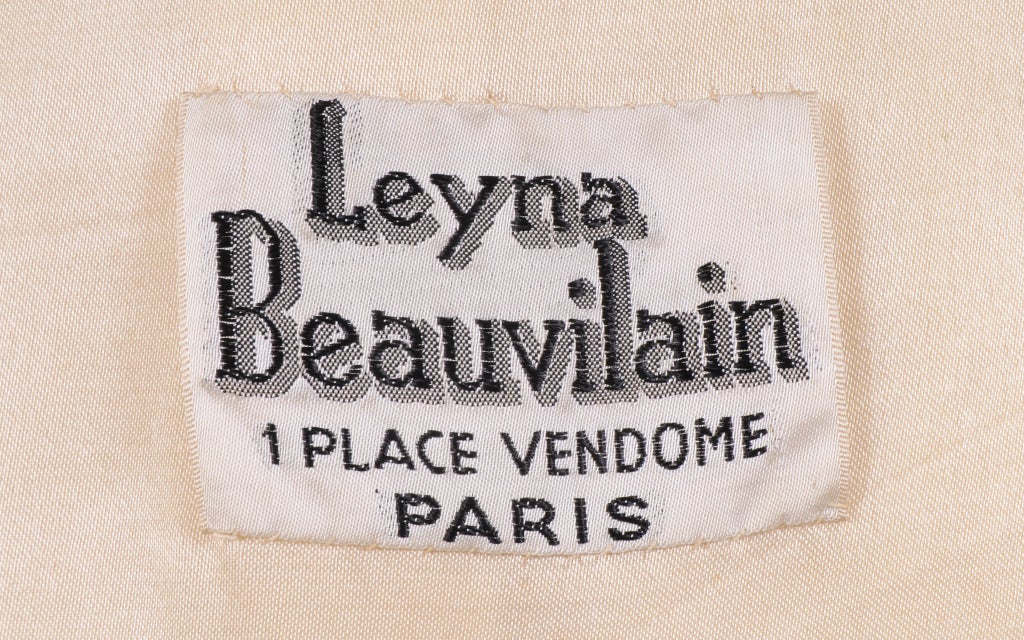 Leyna
Beauvilain
1 PLACE VENDOME
PARIS